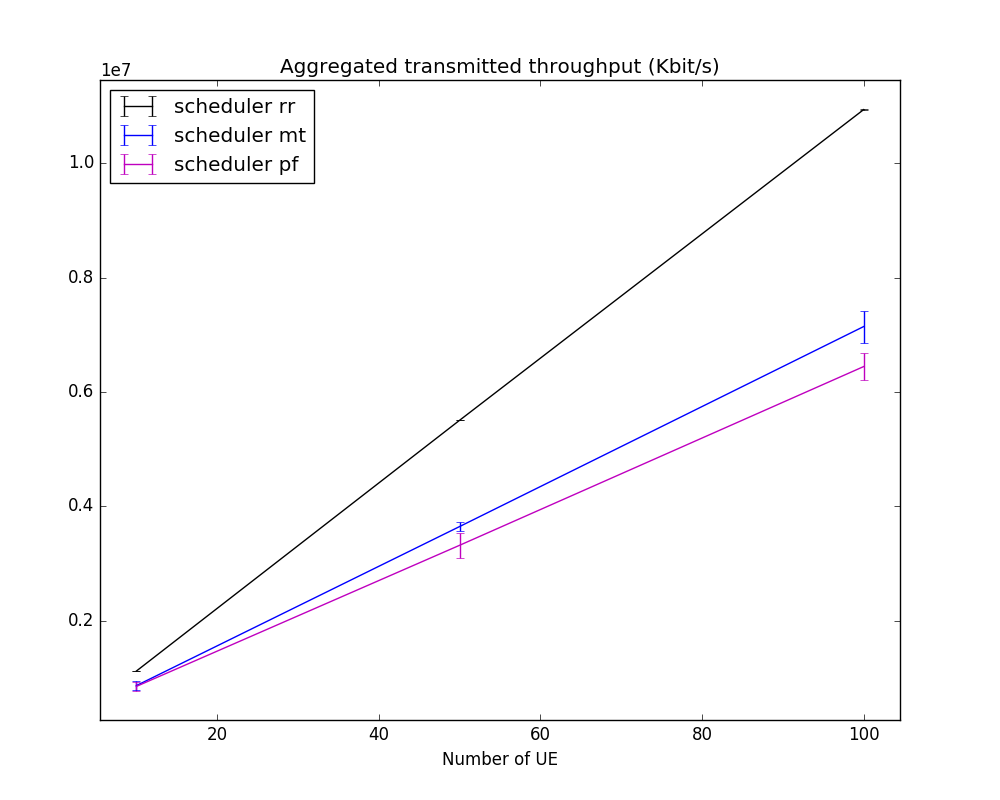 Aggregated transmitted throughput (Kbit/s)
1e7
scheduler rr
scheduler mt
scheduler pf
1.0
0.8
0.6
0.4
0.2
20 40 60 80 100
Number of UE